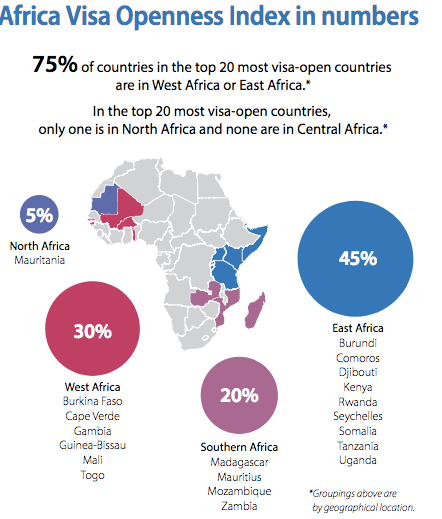 Africa Visa Openness Index in numbers
75% of countries in the top 20 most visa-open countries
are in West Africa or East Africa.*
In the top 20 most visa-open countries,
only one is in North Africa and none are in Central Africa.*
5%
North Africa
Mauritania
30%
West Africa
Burkina Faso
Cape Verde
Gambia
Guinea-Bissau
Mali
Togo
20%
Southern Africa
Madagascar
Mauritius
Mozambique
Zambia
45%
East Africa
Burundi
Comoros
Djibouti
Kenya
Rwanda
Seychelles
Somalia
Tanzania
Uganda
*Groupings above are
by geographical location.